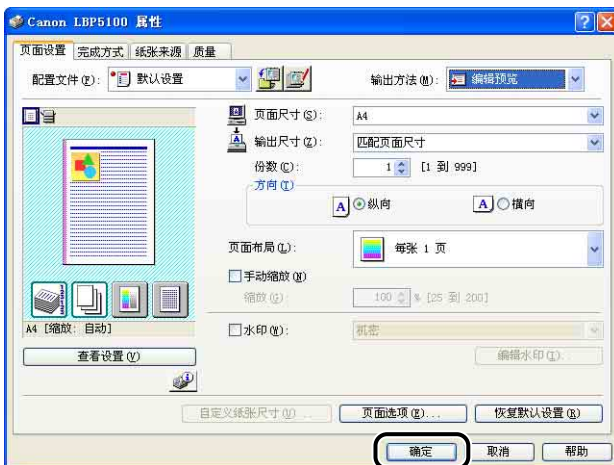 Canon LBP5100 属性
页面设置 完成方式 纸张来源 质量
配置文件(F): 默认设置 输出方法(M): 编辑预览
页面尺寸(S): A4
输出尺寸(Z): 匹配页面尺寸
份数(C): 1 [1 到 999]
方向(T)
A 纵向 A 横向
页面布局(L): 每张 1 页
手动缩放(N)
缩放(G): 100 % [25 到 200]
A4 [缩放: 自动]
水印(W): 机密
查看设置(V) 编辑水印(I)...
自定义纸张尺寸(U)... 页面选项(E)... 恢复默认设置(R)
确定 取消 帮助